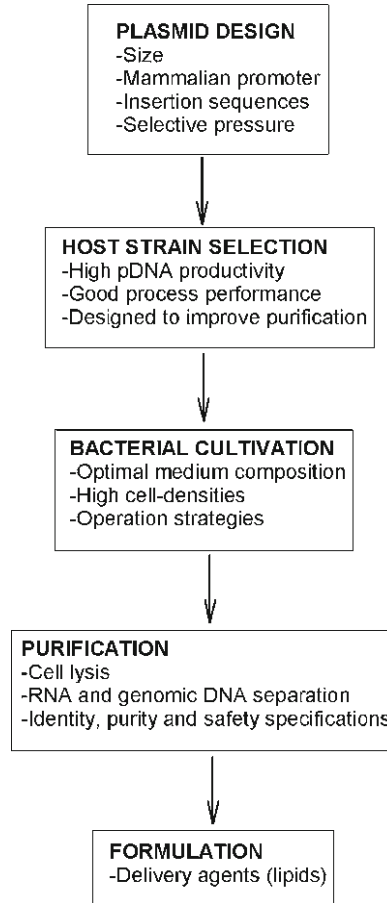 PLASMID DESIGN
-Size
-Mammalian promoter
-Insertion sequences
-Selective pressure
HOST STRAIN SELECTION
-High pDNA productivity
-Good process performance
-Designed to improve purification
BACTERIAL CULTIVATION
-Optimal medium composition
-High cell-densities
-Operation strategies
PURIFICATION
-Cell lysis
-RNA and genomic DNA separation
-Identity, purity and safety specifications
FORMULATION
-Delivery agents (lipids)